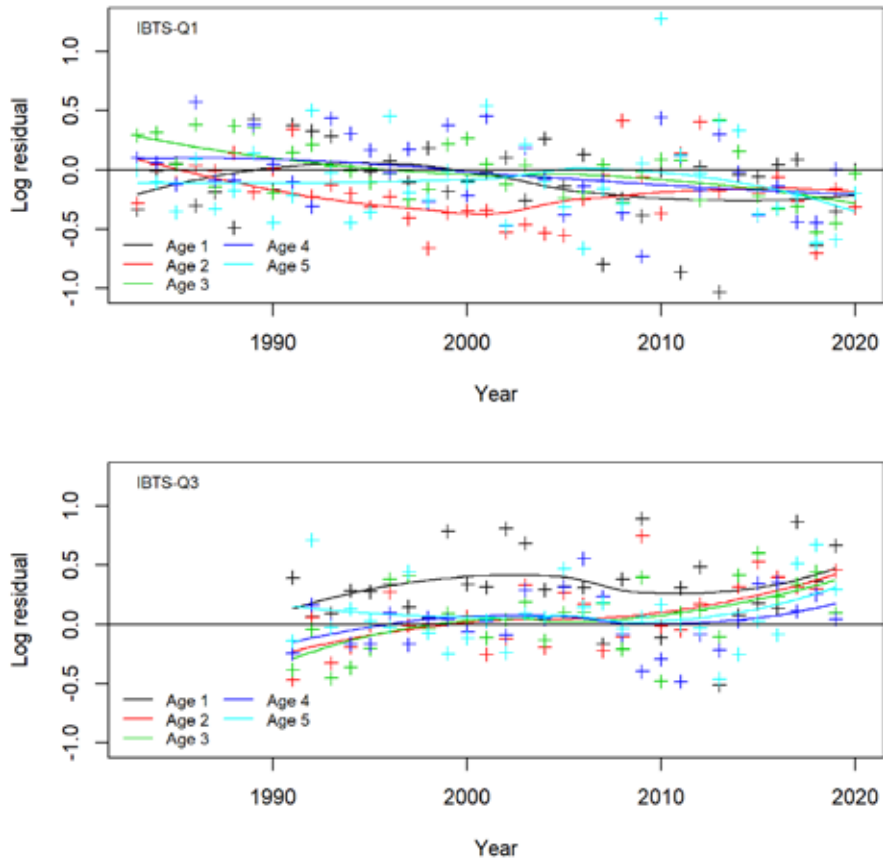 IBTS-Q1
Log residual
1.0
0.5
0.0
-0.5
-1.0
Age 1 Age 4
Age 2 Age 5
Age 3
1990 2000 2010 2020
Year
IBTS-Q3
Log residual
1.0
0.5
0.0
-0.5
-1.0
Age 1 Age 4
Age 2 Age 5
Age 3
1990 2000 2010 2020
Year